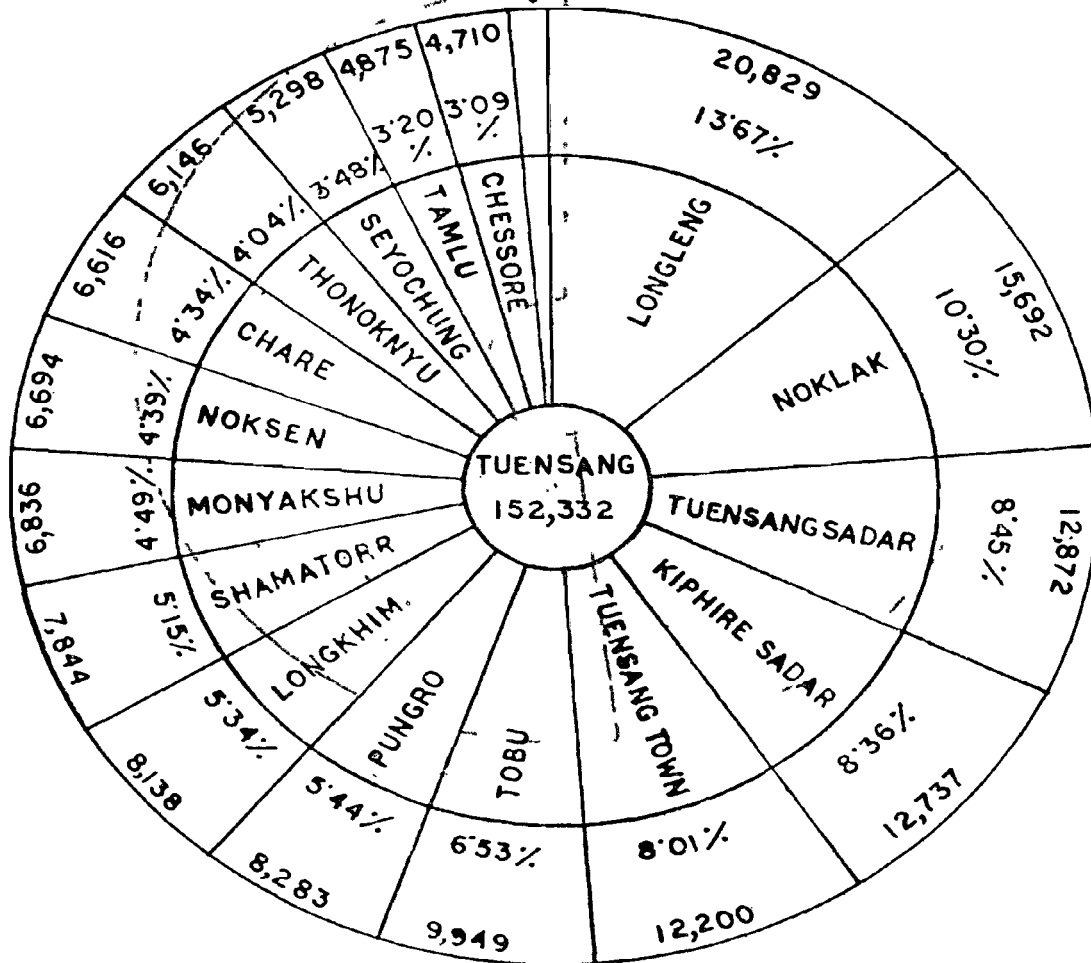 TUENSANG
152,332
LONGLENG
13·67%
20,829
NOKLAK
10·30%
15,692
TUENSANG SADAR
8·45%
12,872
KIPHIRE SADAR
8·36%
12,737
TUENSANG TOWN
8·01%
12,200
TOBU
6·53%
9,949
PUNGRO
5·44%
8,283
LONGKHIM
5·34%
8,138
SHAMATORR
5·15%
7,844
MONYAKSHU
4·49%
6,836
NOKSEN
4·39%
6,694
CHARE
4·34%
6,616
THONOKNYU
4·04%
6,146
SEYOCHUNG
3·48%
5,298
TAMLU
3·20%
4,875
CHESSORE
3·09%
4,710